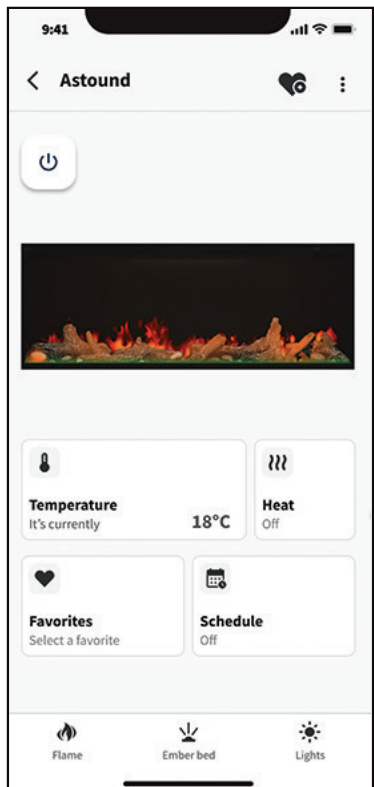 9:41
Astound
Temperature
It's currently
18°C
Heat
Off
Favorites
Select a favorite
Schedule
Off
Flame
Ember bed
Lights